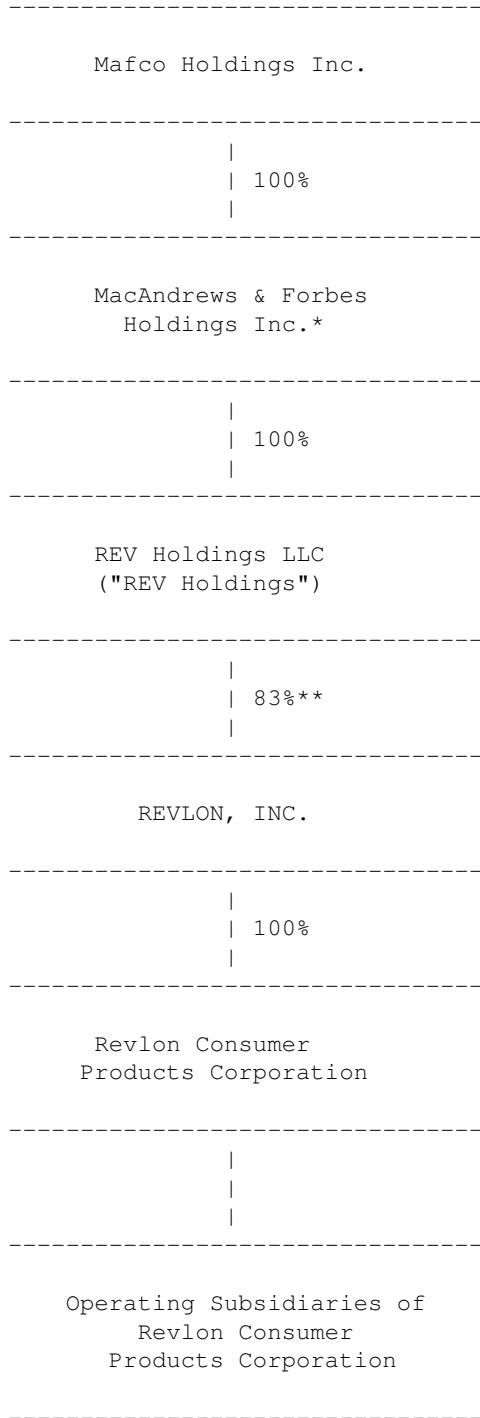 Mafco Holdings Inc.
100%
MacAndrews & Forbes
Holdings Inc.*
100%
REV Holdings LLC
("REV Holdings")
83%**
REVLON, INC.
100%
Revlon Consumer
Products Corporation
Operating Subsidiaries of
Revlon Consumer
Products Corporation